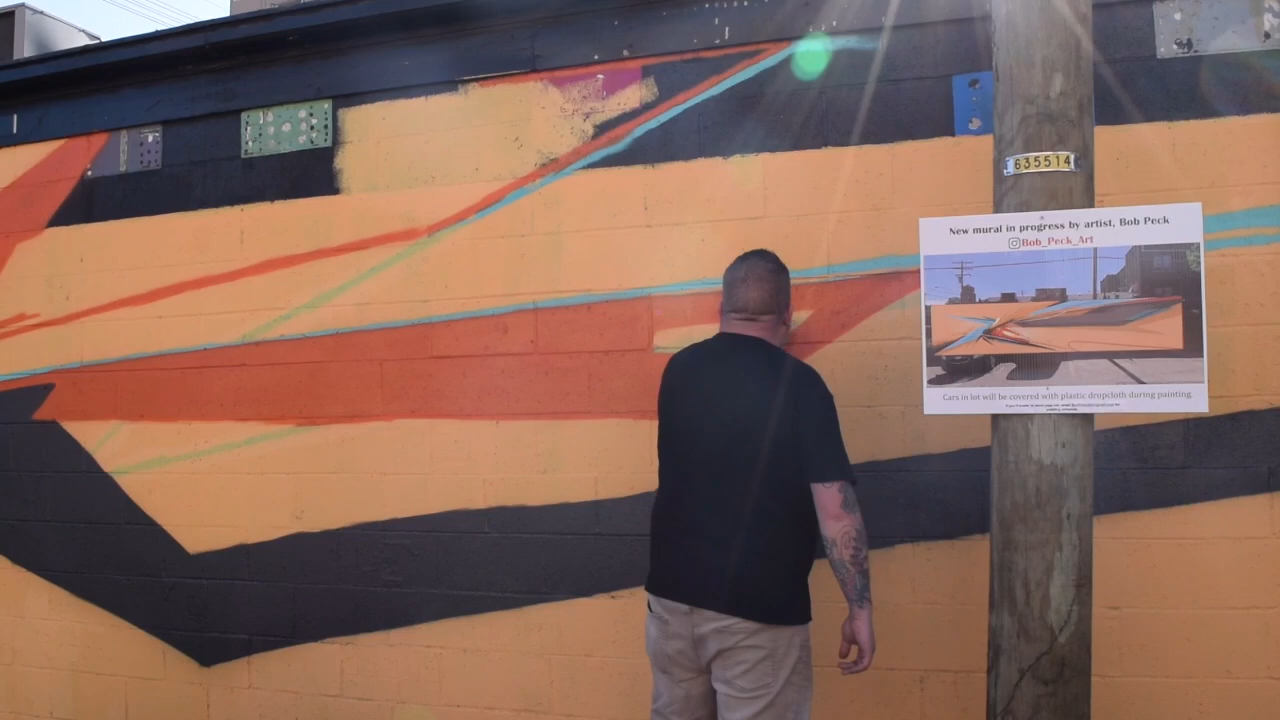 635514
New mural in progress by artist, Bob Peck
Bob_Peck_Art
Cars in lot will be covered with plastic dropcloth during painting.